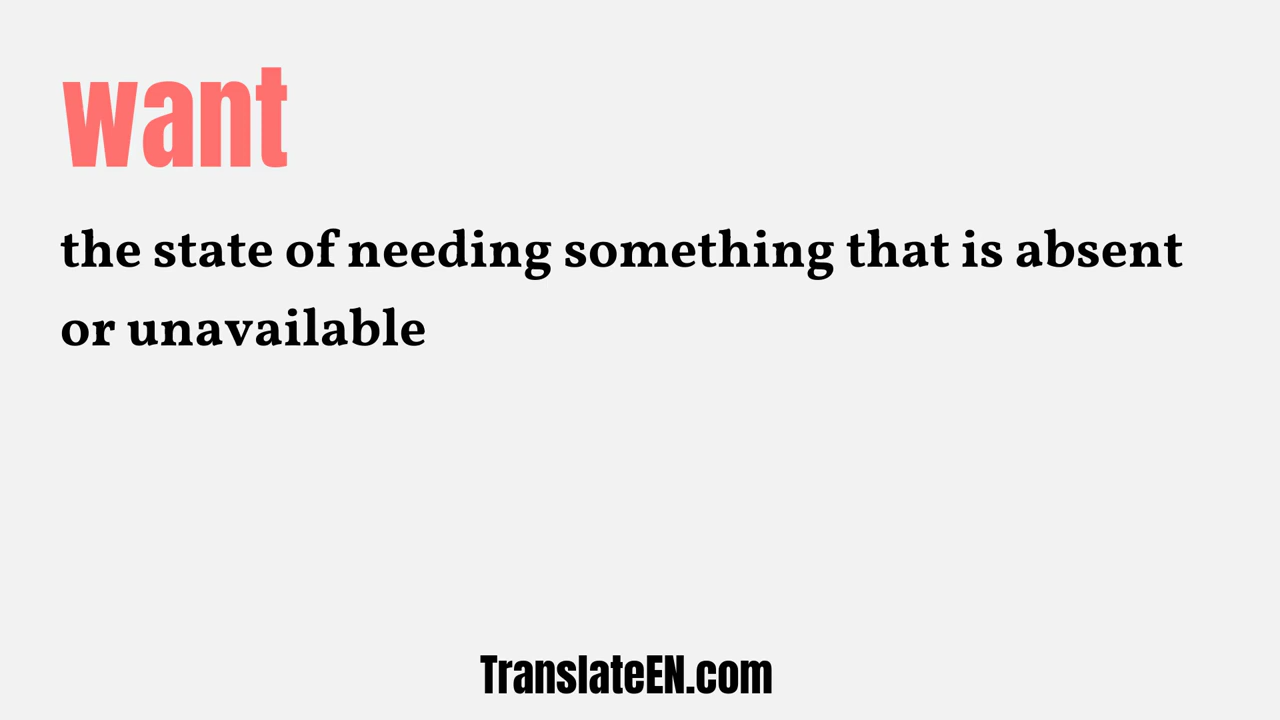 want
the state of needing something that is absent
or unavailable
TranslateEN.com